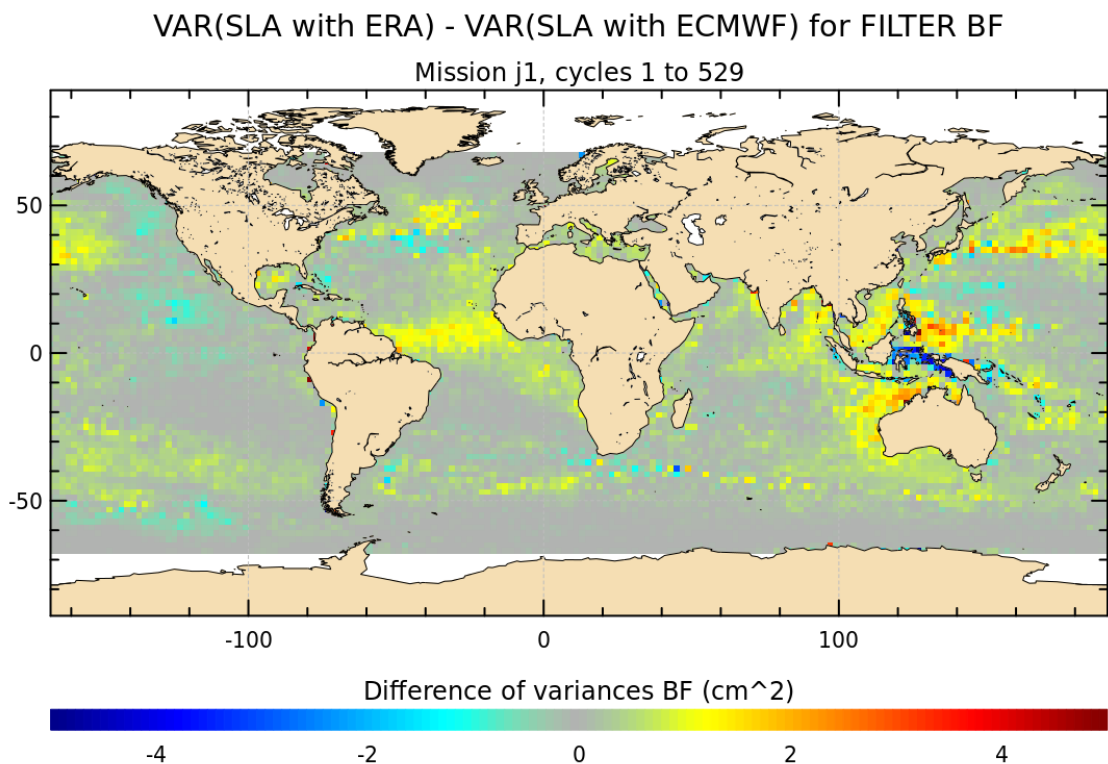 VAR(SLA with ERA) - VAR(SLA with ECMWF) for FILTER BF
Mission j1, cycles 1 to 529
50
0
-50
-100 0 100
Difference of variances BF (cm^2)
-4 -2 0 2 4